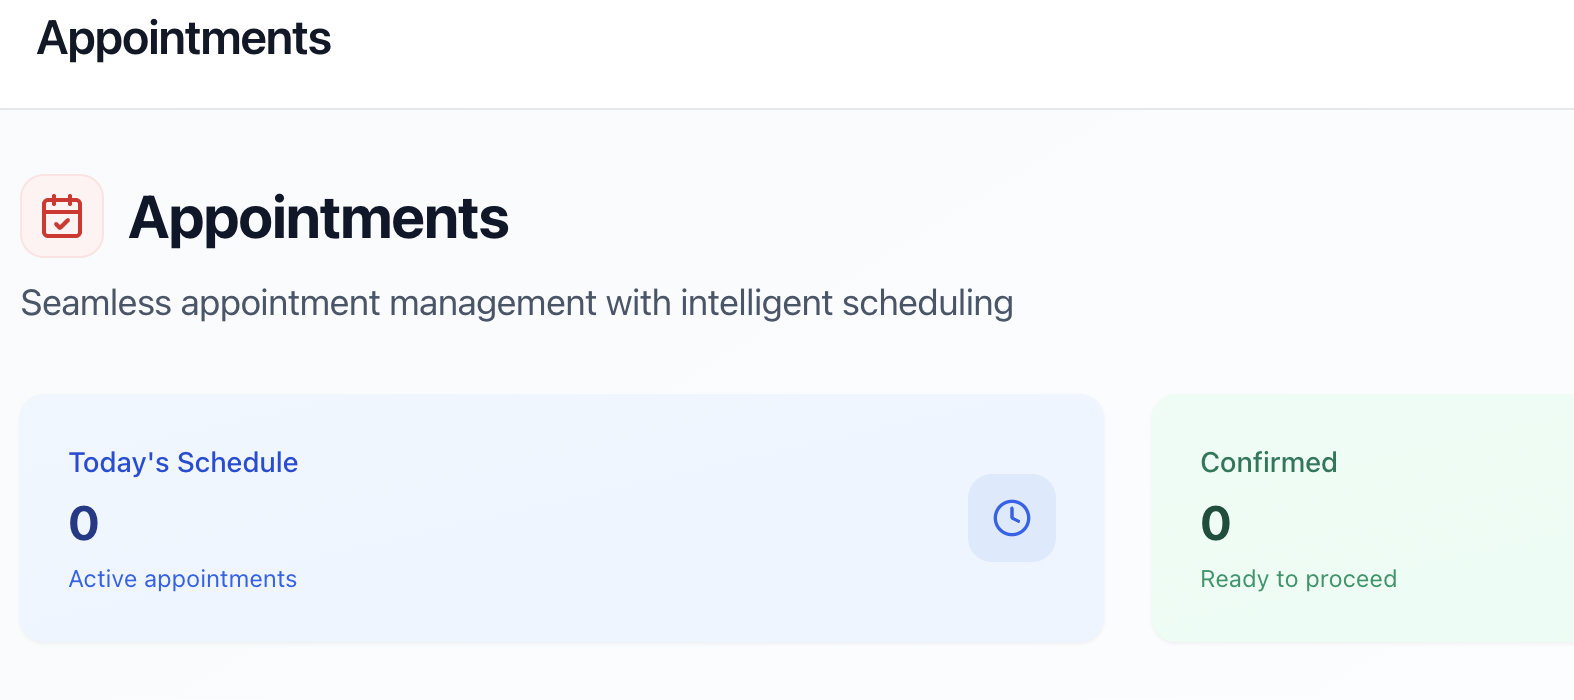 Appointments
Appointments
Seamless appointment management with intelligent scheduling
Today's Schedule
0
Active appointments
Confirmed
0
Ready to proceed